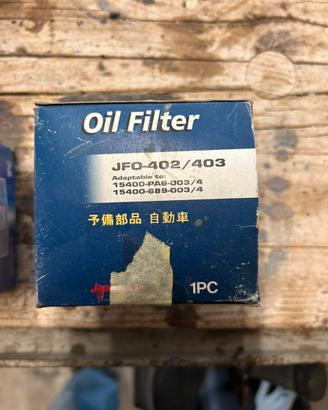 Oil Filter
JFO-402/403
Adaptable to:
15400-PA6-003/4
15400-689-003/4
予備部品 自動車
1PC